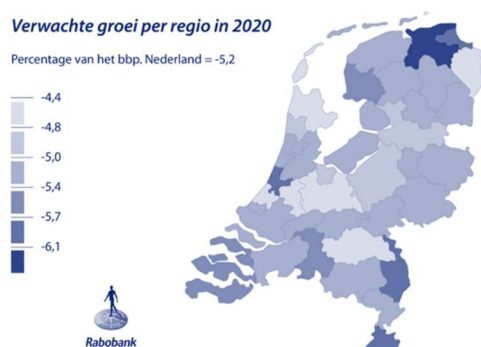 Verwachte groei per regio in 2020
Percentage van het bbp. Nederland = -5,2
-4,4
-4,8
-5,0
-5,4
-5,7
-6,1
Rabobank